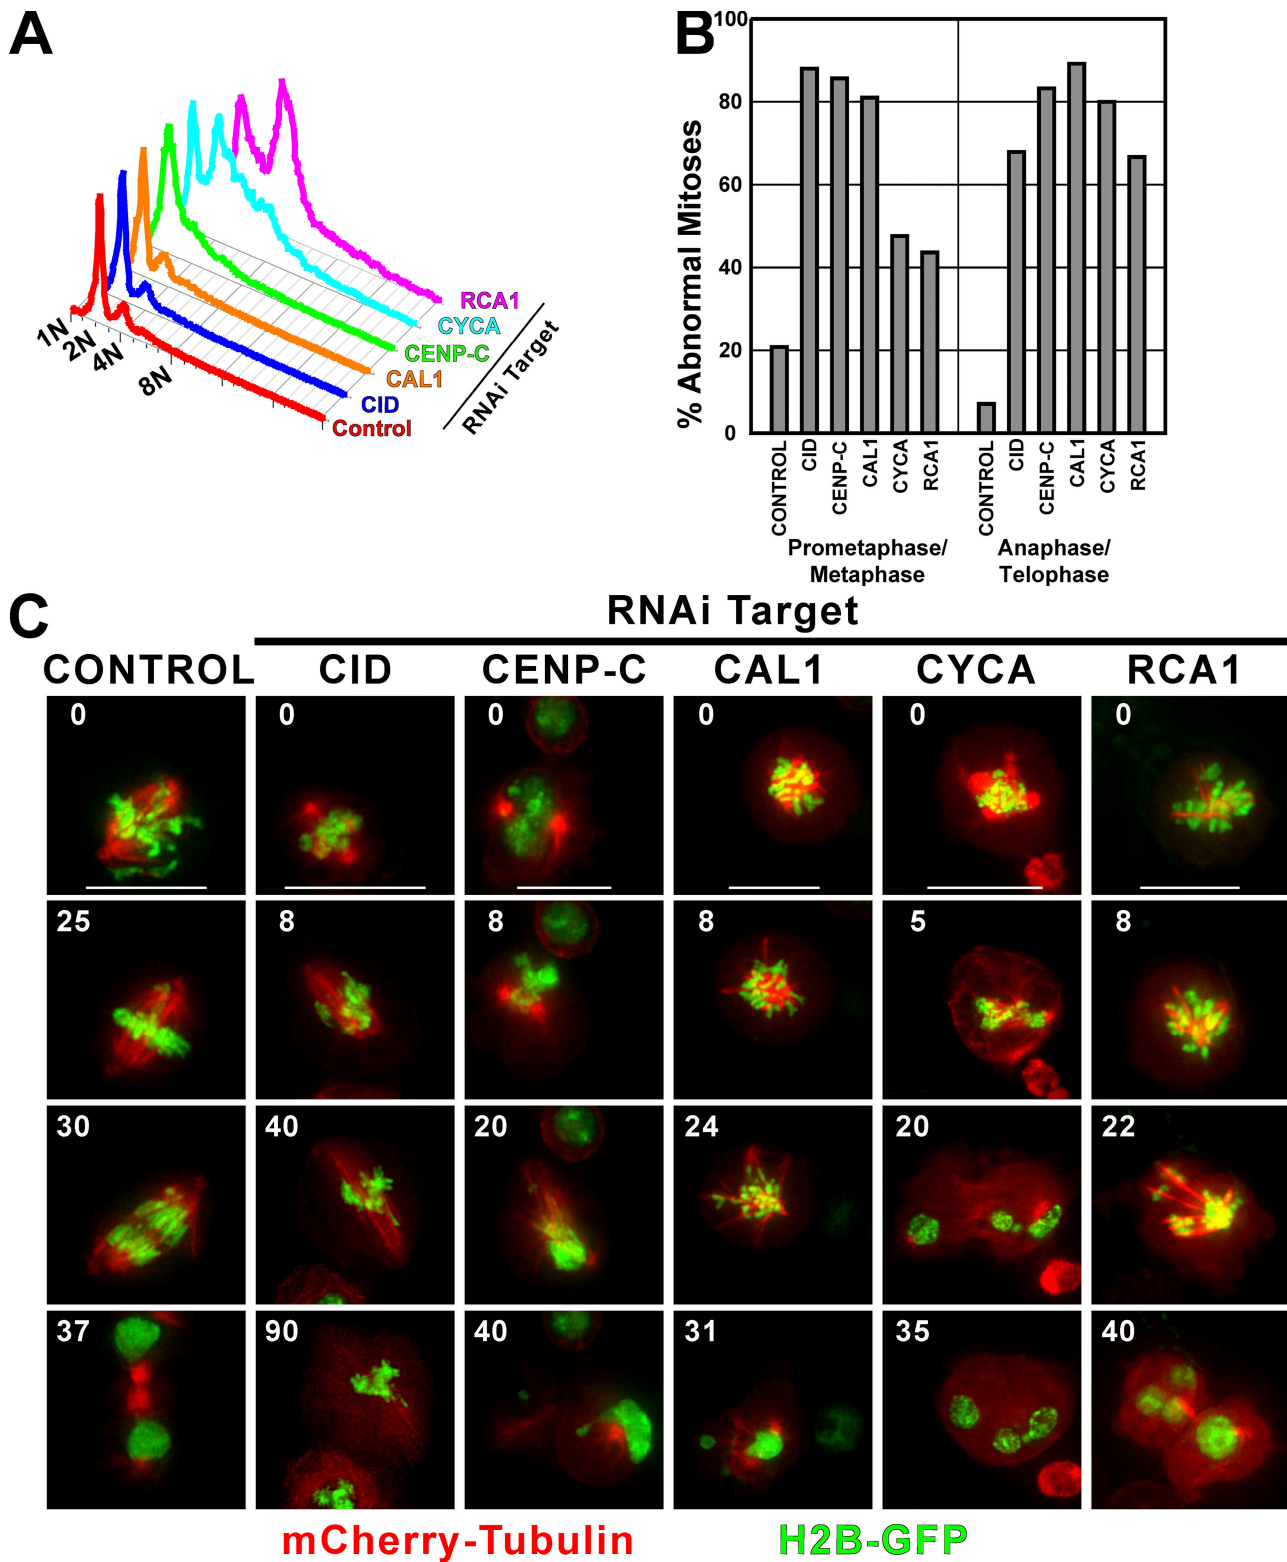 A
1N
2N
4N
8N
RCA1
CYCA
CENP-C
CAL1
CID
Control
RNAi Target
B
% Abnormal Mitoses
100
80
60
40
20
0
CONTROL
CID
CENP-C
CAL1
CYCA
RCA1
CONTROL
CID
CENP-C
CAL1
CYCA
RCA1
Prometaphase/
Metaphase
Anaphase/
Telophase
C
RNAi Target
CONTROL CID CENP-C CAL1 CYCA RCA1
0 0 0 0 0 0
25 8 8 8 5 8
30 40 20 24 20 22
37 90 40 31 35 40
mCherry-Tubulin H2B-GFP